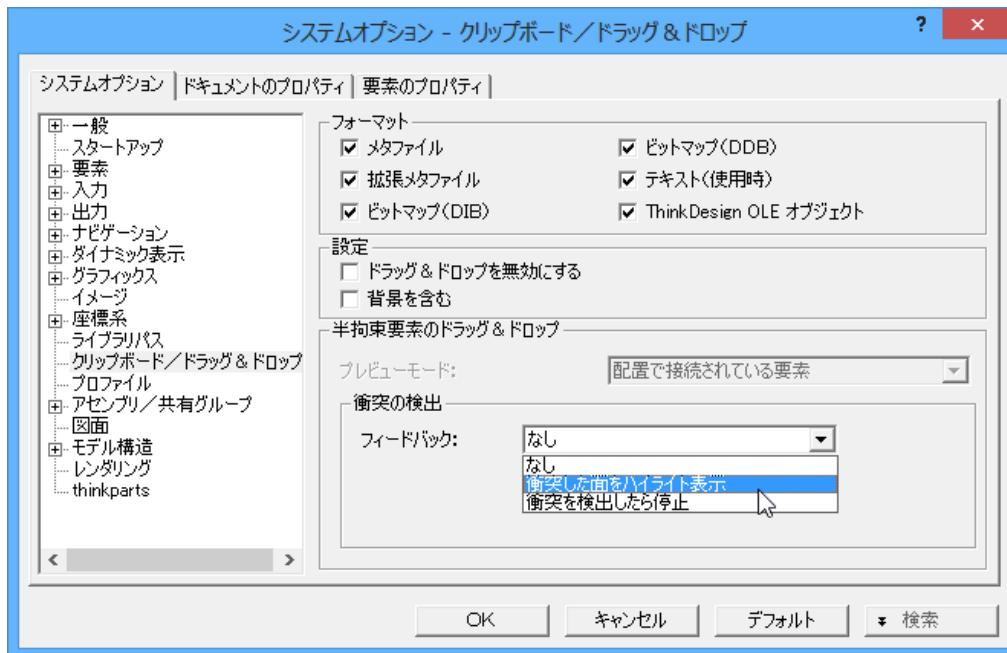 システムオプション - クリップボード／ドラッグ＆ドロップ
? ×
システムオプション ドキュメントのプロパティ 要素のプロパティ
一般
スタートアップ
要素
入力
出力
ナビゲーション
ダイナミック表示
グラフィックス
イメージ
座標系
ライブラリパス
クリップボード／ドラッグ＆ドロップ
プロファイル
アセンブリ／共有グループ
図面
モデル構造
レンダリング
thinkparts
フォーマット
メタファイル
ビットマップ(DDB)
拡張メタファイル
テキスト(使用時)
ビットマップ(DIB)
ThinkDesign OLE オブジェクト
設定
ドラッグ＆ドロップを無効にする
背景を含む
半拘束要素のドラッグ＆ドロップ
プレビューモード: 配置で接続されている要素
衝突の検出
フィードバック: なし
なし
衝突した面をハイライト表示
衝突を検出したら停止
OK キャンセル デフォルト 検索